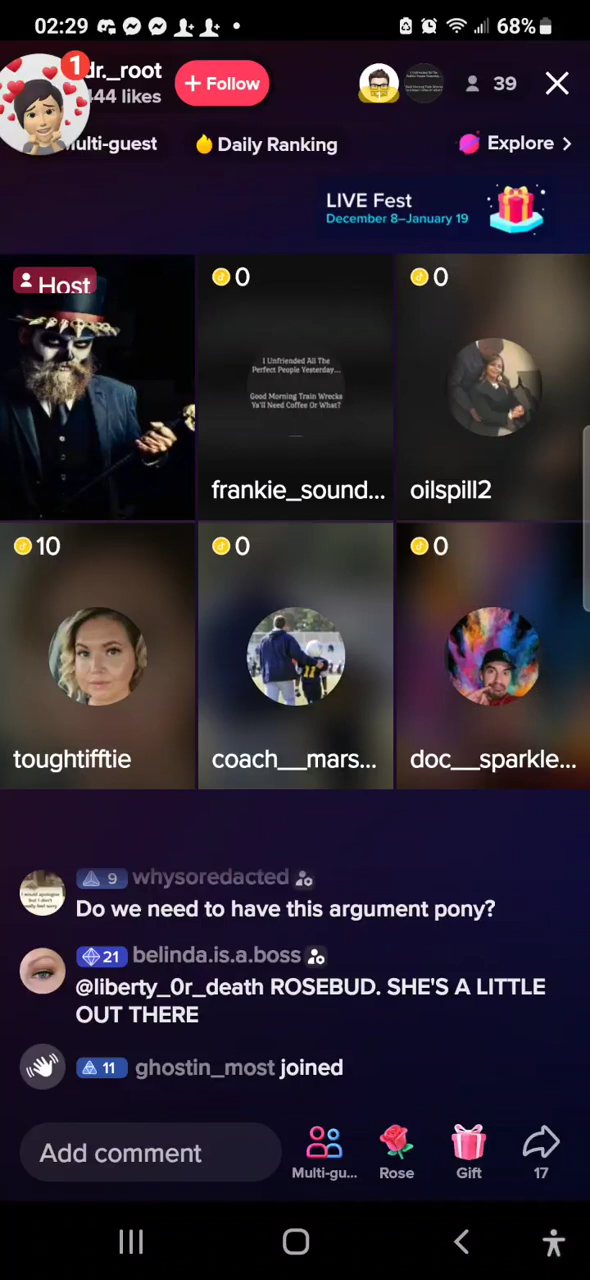 02:29
68%
1
dr._root
+ Follow
39
444 likes
Multi-guest
Daily Ranking
Explore >
LIVE Fest
December 8–January 19
Host
0
0
I Unfriended All The
Perfect People Yesterday...
Good Morning Train Wrecks
Ya'll Need Coffee Or What?
frankie_sound...
oilspill2
10
0
0
11
toughtifftie
coach__mars...
doc__sparkle...
9 whysoredacted
Do we need to have this argument pony?
21 belinda.is.a.boss
@liberty_0r_death ROSEBUD. SHE'S A LITTLE
OUT THERE
11 ghostin_most joined
Add comment
Multi-gu...
Rose
Gift
17